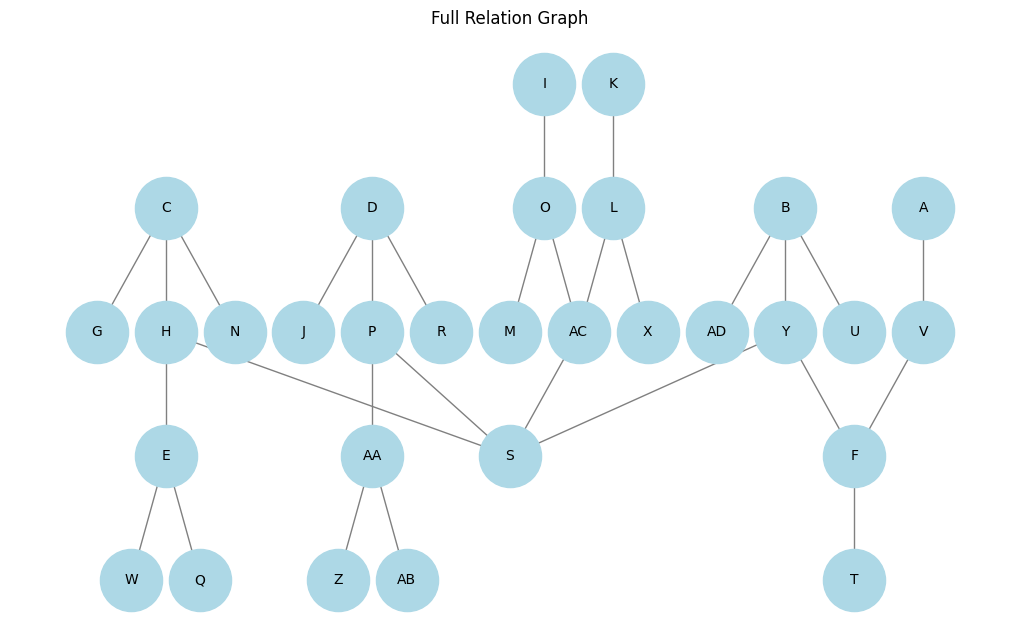 Full Relation Graph
I K
C D O L B A
G H N J P R M AC X AD Y U V
E AA S F
W Q Z AB T